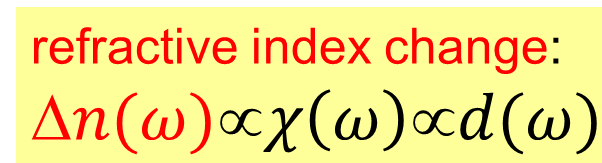 refractive index change:
Δn(ω)∝χ(ω)∝d(ω)